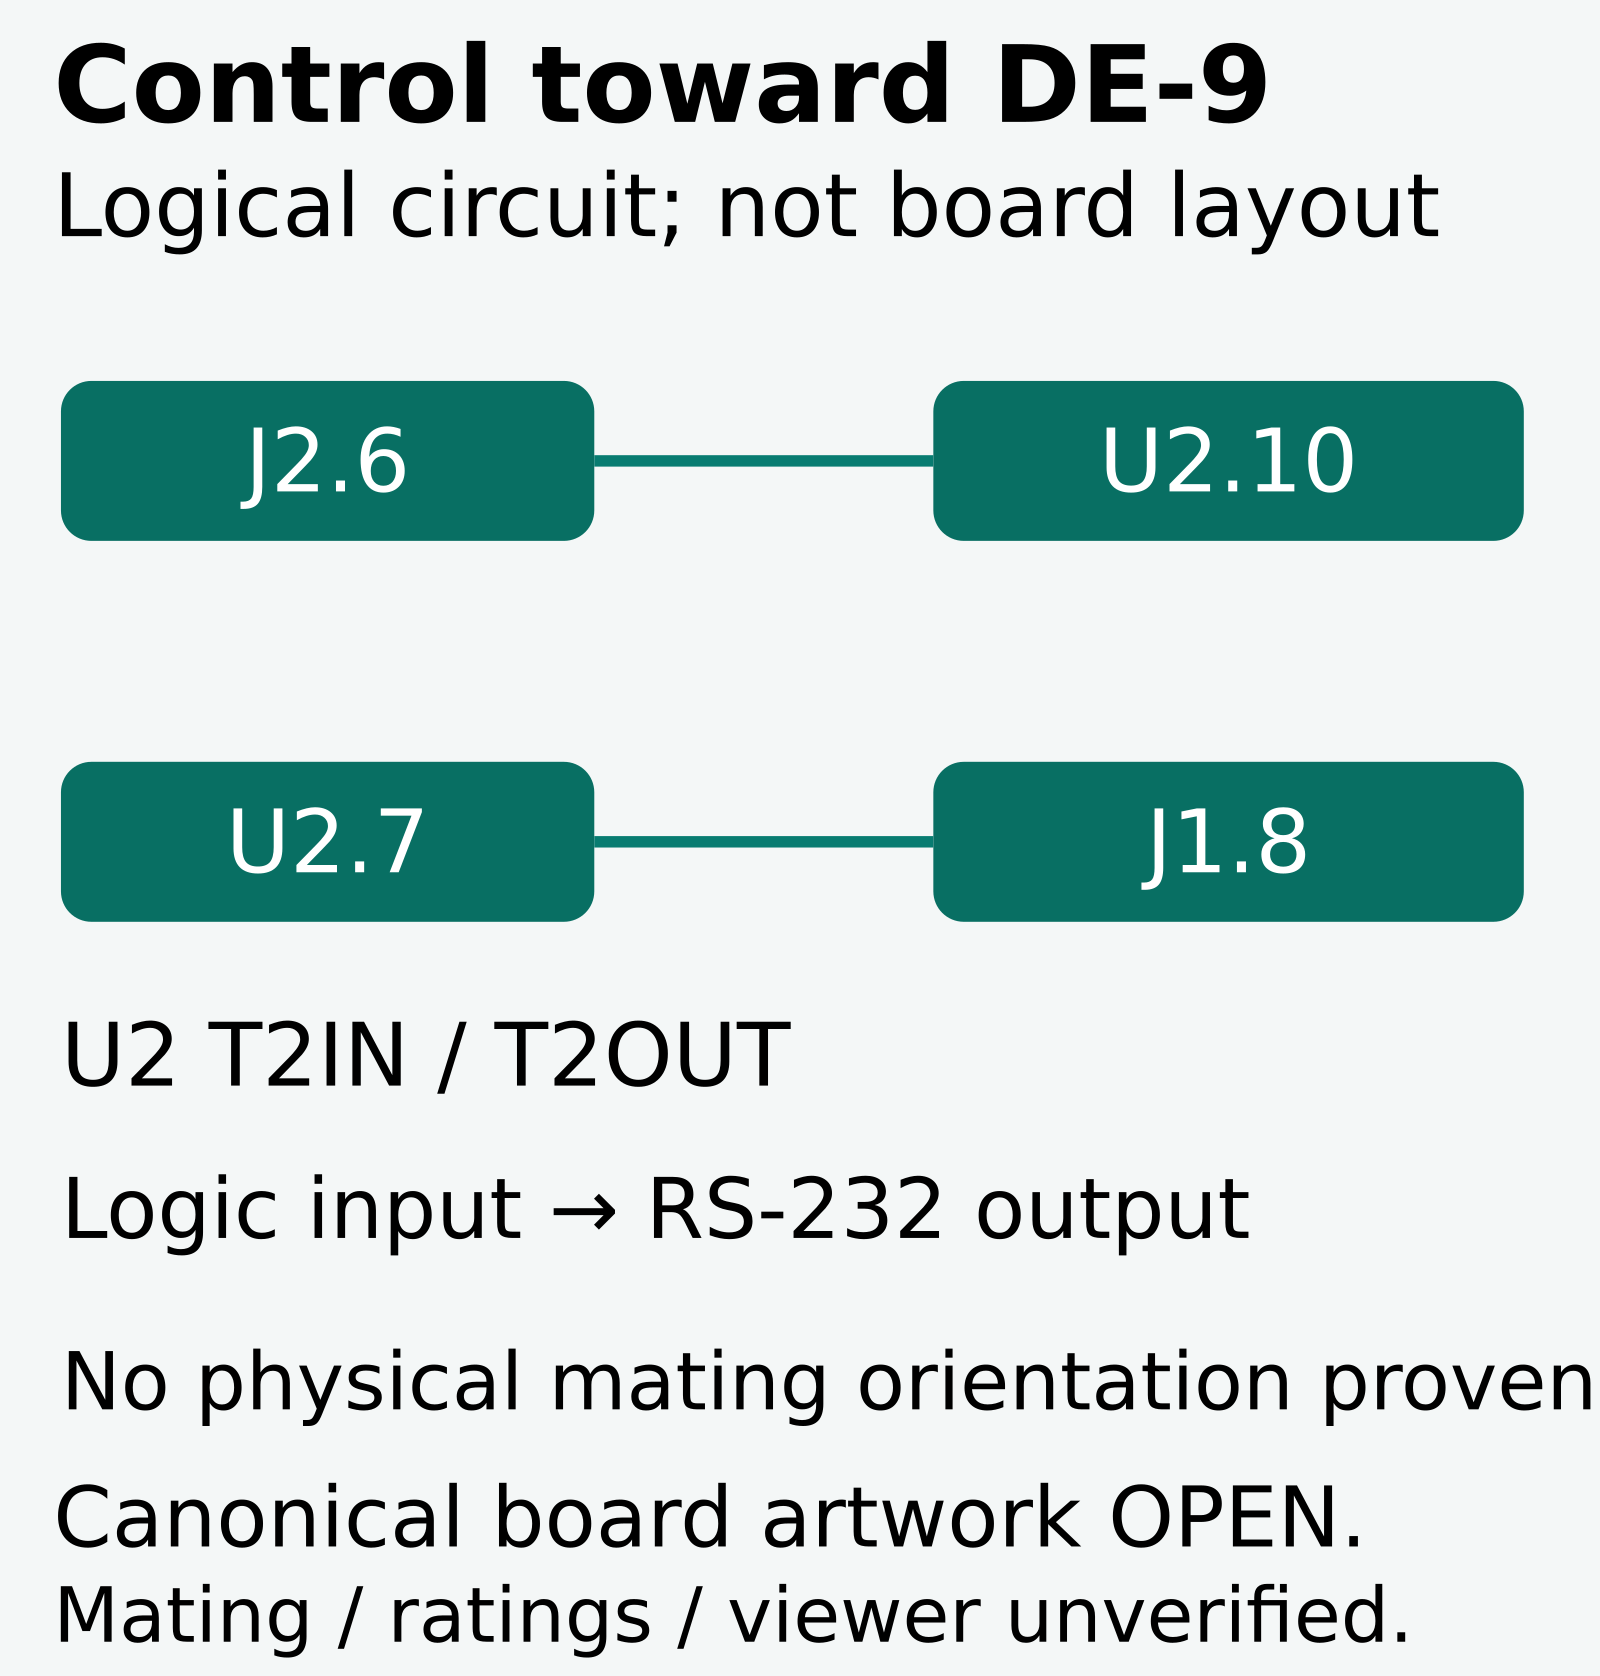 Control toward DE-9
Logical circuit; not board layout
J2.6
U2.10
U2.7
J1.8
U2 T2IN / T2OUT
Logic input → RS-232 output
No physical mating orientation proven
Canonical board artwork OPEN.
Mating / ratings / viewer unverified.